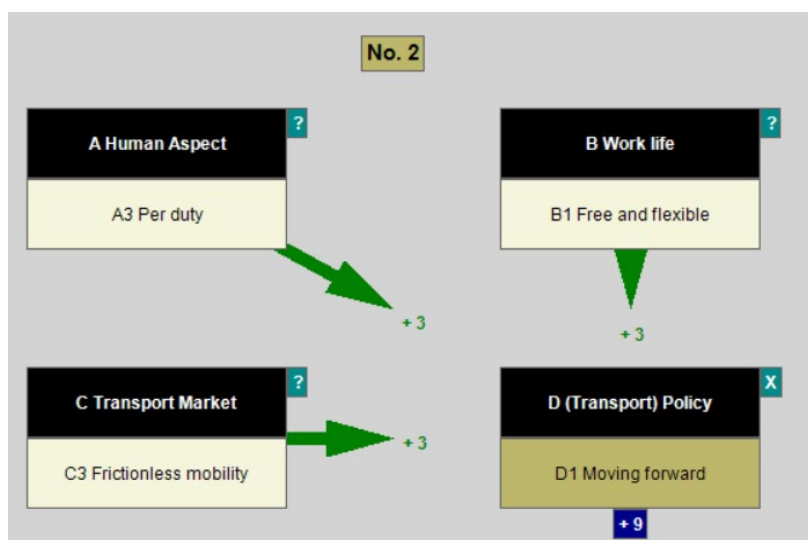 No. 2
A Human Aspect
?
B Work life
?
A3 Per duty
B1 Free and flexible
+ 3
+ 3
C Transport Market
?
D (Transport) Policy
X
C3 Frictionless mobility
+ 3
D1 Moving forward
+ 9